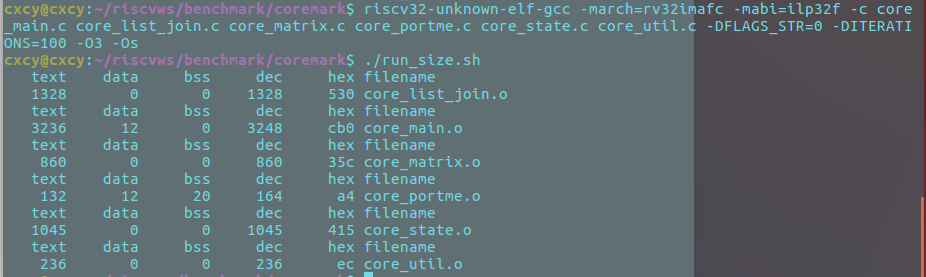 cxcy@cxcy:~/riscvws/benchmark/coremark$ riscv32-unknown-elf-gcc -march=rv32imafc -mabi=ilp32f -c core
_main.c core_list_join.c core_matrix.c core_portme.c core_state.c core_util.c -DFLAGS_STR=0 -DITERATI
ONS=100 -O3 -Os
cxcy@cxcy:~/riscvws/benchmark/coremark$ ./run_size.sh
text data bss dec hex filename
1328 0 0 1328 530 core_list_join.o
text data bss dec hex filename
3236 12 0 3248 cb0 core_main.o
text data bss dec hex filename
860 0 0 860 35c core_matrix.o
text data bss dec hex filename
132 12 20 164 a4 core_portme.o
text data bss dec hex filename
1045 0 0 1045 415 core_state.o
text data bss dec hex filename
236 0 0 236 ec core_util.o